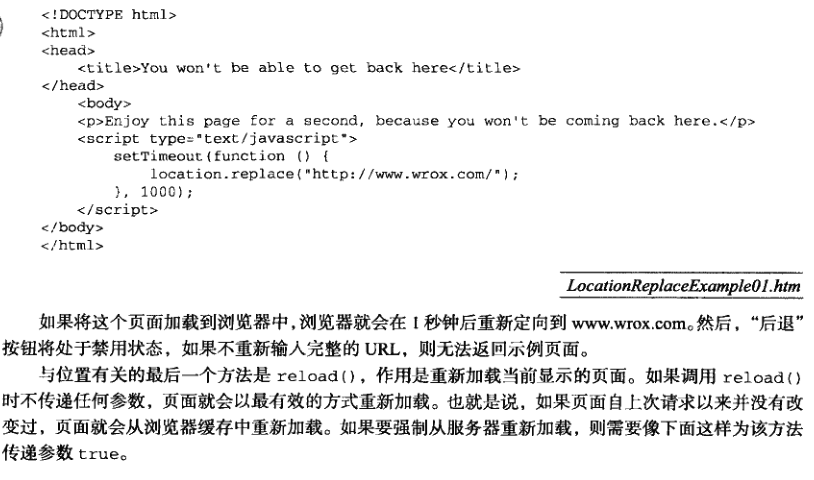 <!DOCTYPE html>
<html>
<head>
<title>You won't be able to get back here</title>
</head>
<body>
<p>Enjoy this page for a second, because you won't be coming back here.</p>
<script type="text/javascript">
setTimeout(function () {
location.replace("http://www.wrox.com/");
}, 1000);
</script>
</body>
</html>
LocationReplaceExample01.htm
如果将这个页面加载到浏览器中，浏览器就会在 1 秒钟后重新定向到 www.wrox.com。然后，“后退”
按钮将处于禁用状态，如果不重新输入完整的 URL，则无法返回示例页面。
与位置有关的最后一个方法是 reload()，作用是重新加载当前显示的页面。如果调用 reload()
时不传递任何参数，页面就会以最有效的方式重新加载。也就是说，如果页面自上次请求以来并没有改
变过，页面就会从浏览器缓存中重新加载。如果要强制从服务器重新加载，则需要像下面这样为该方法
传递参数 true。